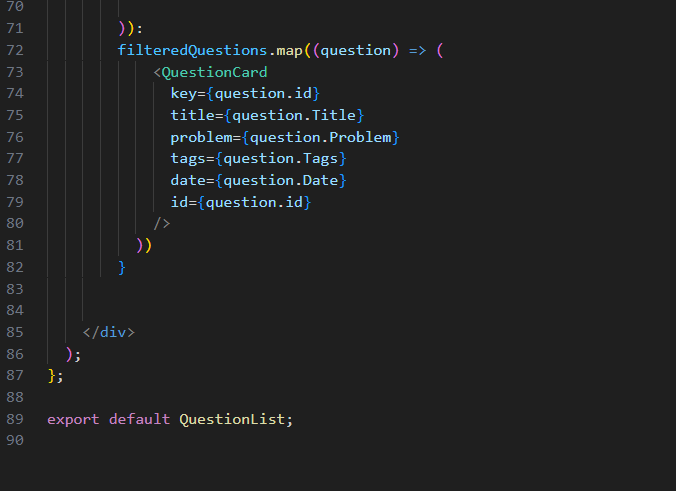 70
71 )):
72 filteredQuestions.map((question) => (
73 <QuestionCard
74 key={question.id}
75 title={question.Title}
76 problem={question.Problem}
77 tags={question.Tags}
78 date={question.Date}
79 id={question.id}
80 />
81 ))
82 }
83
84
85 </div>
86 );
87 };
88
89 export default QuestionList;
90